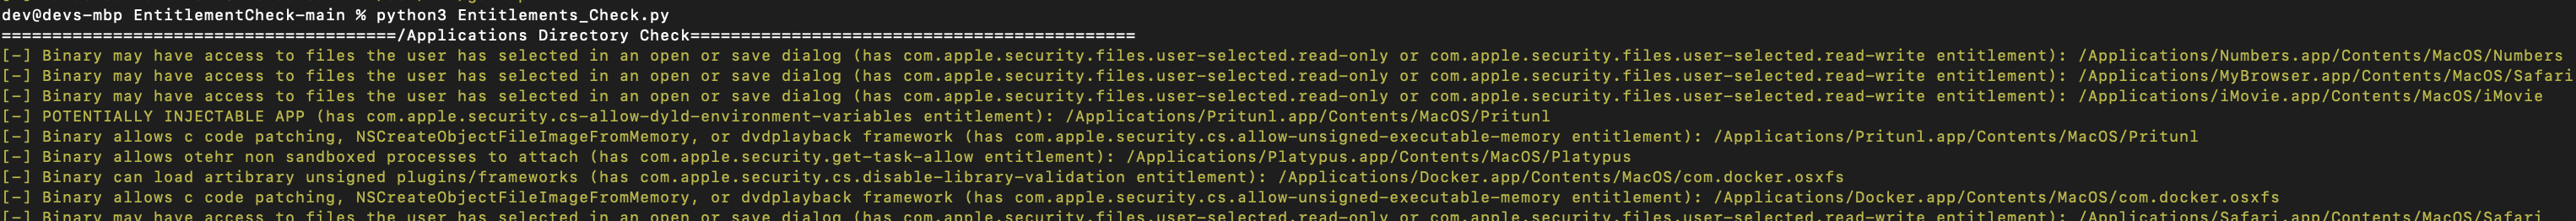 dev@devs-mbp EntitlementCheck-main % python3 Entitlements_Check.py
=======================================/Applications Directory Check============================================
[-] Binary may have access to files the user has selected in an open or save dialog (has com.apple.security.files.user-selected.read-only or com.apple.security.files.user-selected.read-write entitlement): /Applications/Numbers.app/Contents/MacOS/Numbers
[-] Binary may have access to files the user has selected in an open or save dialog (has com.apple.security.files.user-selected.read-only or com.apple.security.files.user-selected.read-write entitlement): /Applications/MyBrowser.app/Contents/MacOS/Safari
[-] Binary may have access to files the user has selected in an open or save dialog (has com.apple.security.files.user-selected.read-only or com.apple.security.files.user-selected.read-write entitlement): /Applications/iMovie.app/Contents/MacOS/iMovie
[-] POTENTIALLY INJECTABLE APP (has com.apple.security.cs-allow-dyld-environment-variables entitlement): /Applications/Pritunl.app/Contents/MacOS/Pritunl
[-] Binary allows c code patching, NSCreateObjectFileImageFromMemory, or dvdplayback framework (has com.apple.security.cs.allow-unsigned-executable-memory entitlement): /Applications/Pritunl.app/Contents/MacOS/Pritunl
[-] Binary allows otehr non sandboxed processes to attach (has com.apple.security.get-task-allow entitlement): /Applications/Platypus.app/Contents/MacOS/Platypus
[-] Binary can load artibrary unsigned plugins/frameworks (has com.apple.security.cs.disable-library-validation entitlement): /Applications/Docker.app/Contents/MacOS/com.docker.osxfs
[-] Binary allows c code patching, NSCreateObjectFileImageFromMemory, or dvdplayback framework (has com.apple.security.cs.allow-unsigned-executable-memory entitlement): /Applications/Docker.app/Contents/MacOS/com.docker.osxfs
[-] Binary may have access to files the user has selected in an open or save dialog (has com.apple.security.files.user-selected.read-only or com.apple.security.files.user-selected.read-write entitlement): /Applications/Safari.app/Contents/MacOS/Safari